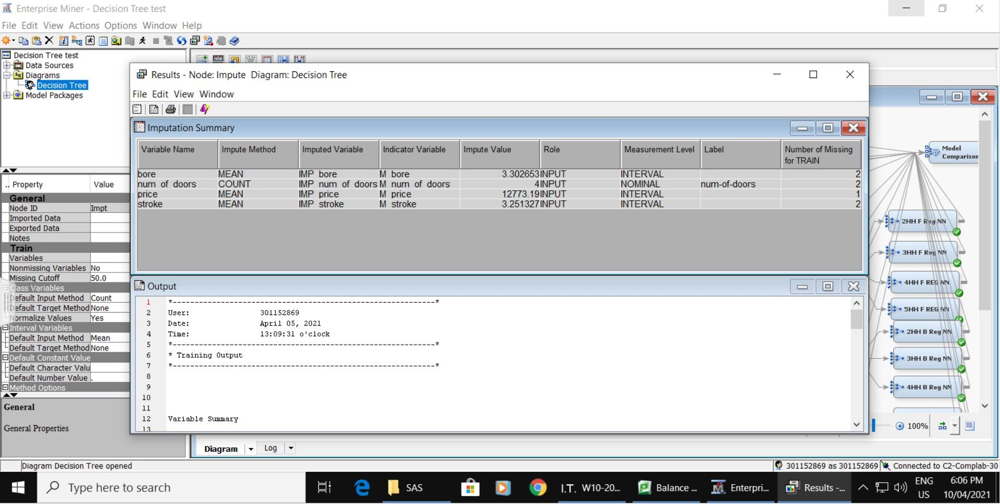 Enterprise Miner - Decision Tree test
File Edit View Actions Options Window Help
Decision Tree test
Data Sources
Diagrams
Decision Tree
Model Packages
.. Property Value
General
Node ID Impt
Imported Data
Exported Data
Notes
Train
Variables
Nonmissing Variables No
Missing Cutoff 50.0
Class Variables
Default Input Method Count
Default Target Method None
Normalize Values Yes
Interval Variables
Default Input Method Mean
Default Target Method None
Default Constant Value
Default Character Valu
Default Number Value .
Method Options
General
General Properties
Results - Node: Impute Diagram: Decision Tree
File Edit View Window
Imputation Summary
Variable Name Impute Method Imputed Variable Indicator Variable Impute Value Role Measurement Level Label Number of Missing
for TRAIN
bore MEAN IMP_bore M_bore 3.302653 INPUT INTERVAL 2
num_of_doors COUNT IMP_num_of_doors M_num_of_doors 4 INPUT NOMINAL num-of-doors 2
price MEAN IMP_price M_price 12773.19 INPUT INTERVAL 1
stroke MEAN IMP_stroke M_stroke 3.251327 INPUT INTERVAL 2
Output
1 *------------------------------------------------------------*
2 User: 301152869
3 Date: April 05, 2021
4 Time: 13:09:31 o'clock
5 *------------------------------------------------------------*
6 * Training Output
7 *------------------------------------------------------------*
8
9
10
11
12 Variable Summary
13
Model
Comparison
2HH F Reg NN
3HH F Reg NN
4HH F REG NN
5HH F REG NN
2HH B Reg NN
3HH B Reg NN
4HH B Reg NN
100%
Diagram Log
Diagram Decision Tree opened
301152869 as 301152869 Connected to C2-Complab-30
Type here to search
SAS
I.T. W10-20...
Balance ...
Enterpri...
Results -...
ENG
US
6:06 PM
10/04/2021